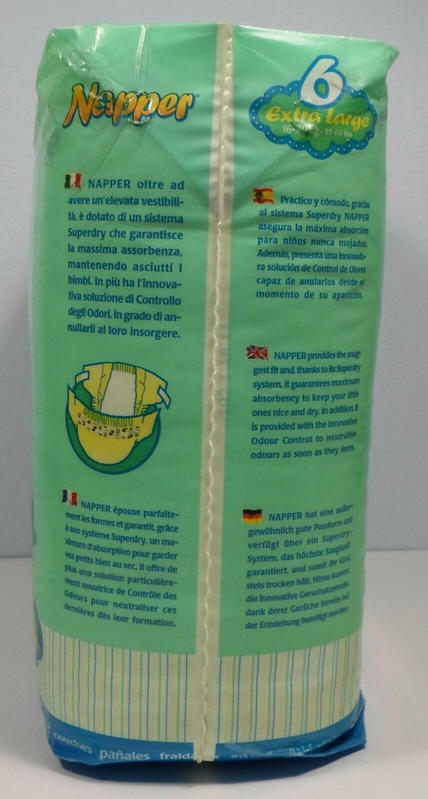 Napper
NAPPER oltre ad
avere un'elevata vestibili-
tà, è dotato di un sistema
Superdry che garantisce
la massima assorbenza,
mantenendo asciutti i
bimbi. In più ha l'innova-
tiva soluzione di Controllo
degli Odori, in grado di an-
nullarli al loro insorgere.
NAPPER épouse parfaite-
ment les formes et garantit, grâce
à son système Superdry, un ma-
ximum d'absorption pour garder
vos petits bien au sec. Il offre de
plus une solution particulière-
ment novatrice de Contrôle des
Odeurs pour neutraliser ces
dernières dès leur formation.
6
Extra Large
Práctico y cómodo, gracias
al sistema Superdry NAPPER
asegura la máxima absorción
para niños nunca mojados.
Además, presenta una innovado-
ra solución de Control de Olores
capaz de anularlos desde el
momento de su aparición.
NAPPER provides the snug-
gest fit and, thanks to its Superdry
system, it guarantees maximum
absorbency to keep your little
ones nice and dry. In addition, it
is provided with the innovative
Odour Control to neutralise
odours as soon as they form.
NAPPER hat eine außer-
gewöhnlich gute Passform und
verfügt über ein Superdry-
System, das höchste Saugkraft
garantiert, und somit Ihr Kind
stets trocken hält. Hinzu kommt
die innovative Geruchskontrolle,
dank derer Gerüche bereits bei
der Entstehung beseitigt werden.
couches pañales